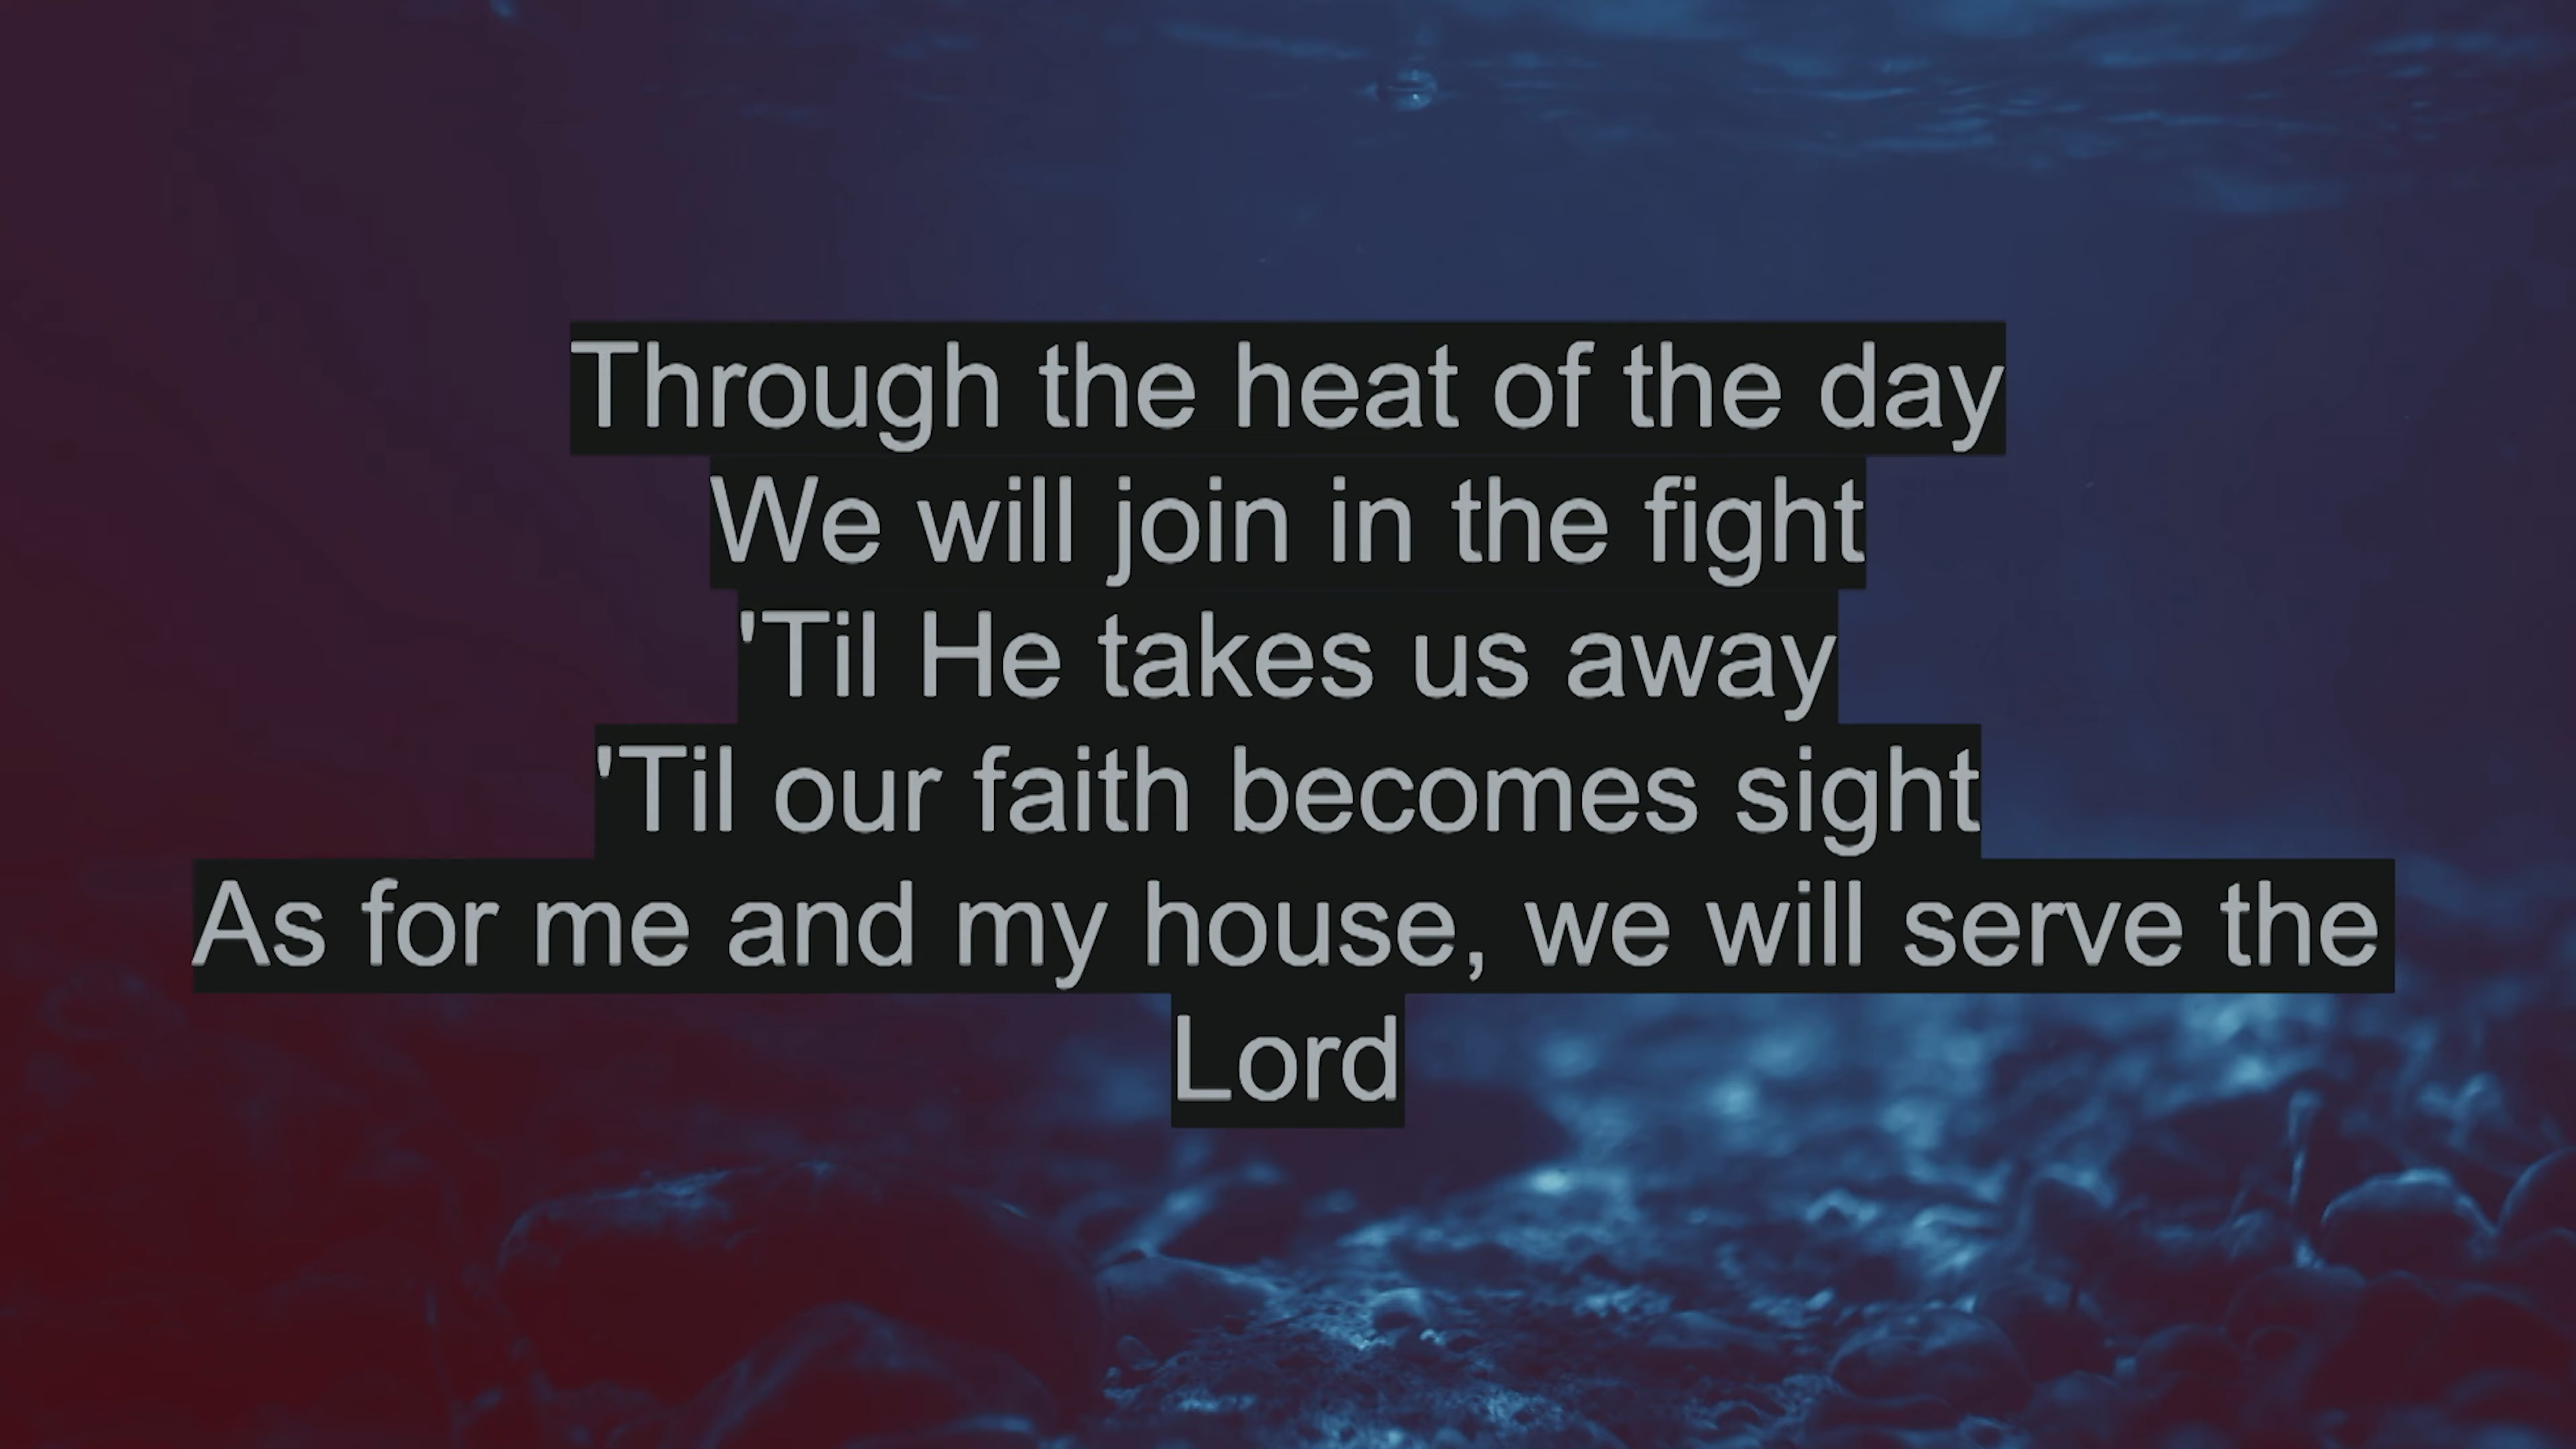 Through the heat of the day
We will join in the fight
'Til He takes us away
'Til our faith becomes sight
As for me and my house, we will serve the
Lord